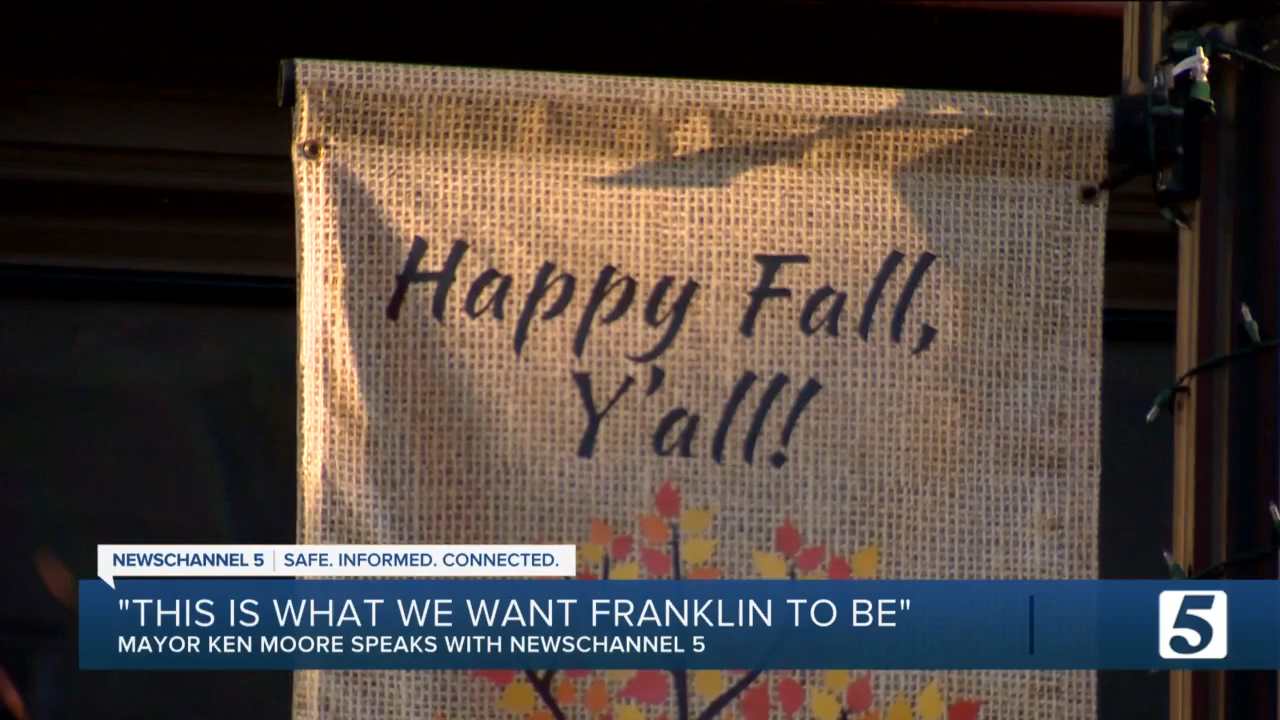 Happy Fall,
Y'all!
NEWSCHANNEL 5 | SAFE. INFORMED. CONNECTED.
"THIS IS WHAT WE WANT FRANKLIN TO BE"
MAYOR KEN MOORE SPEAKS WITH NEWSCHANNEL 5
5